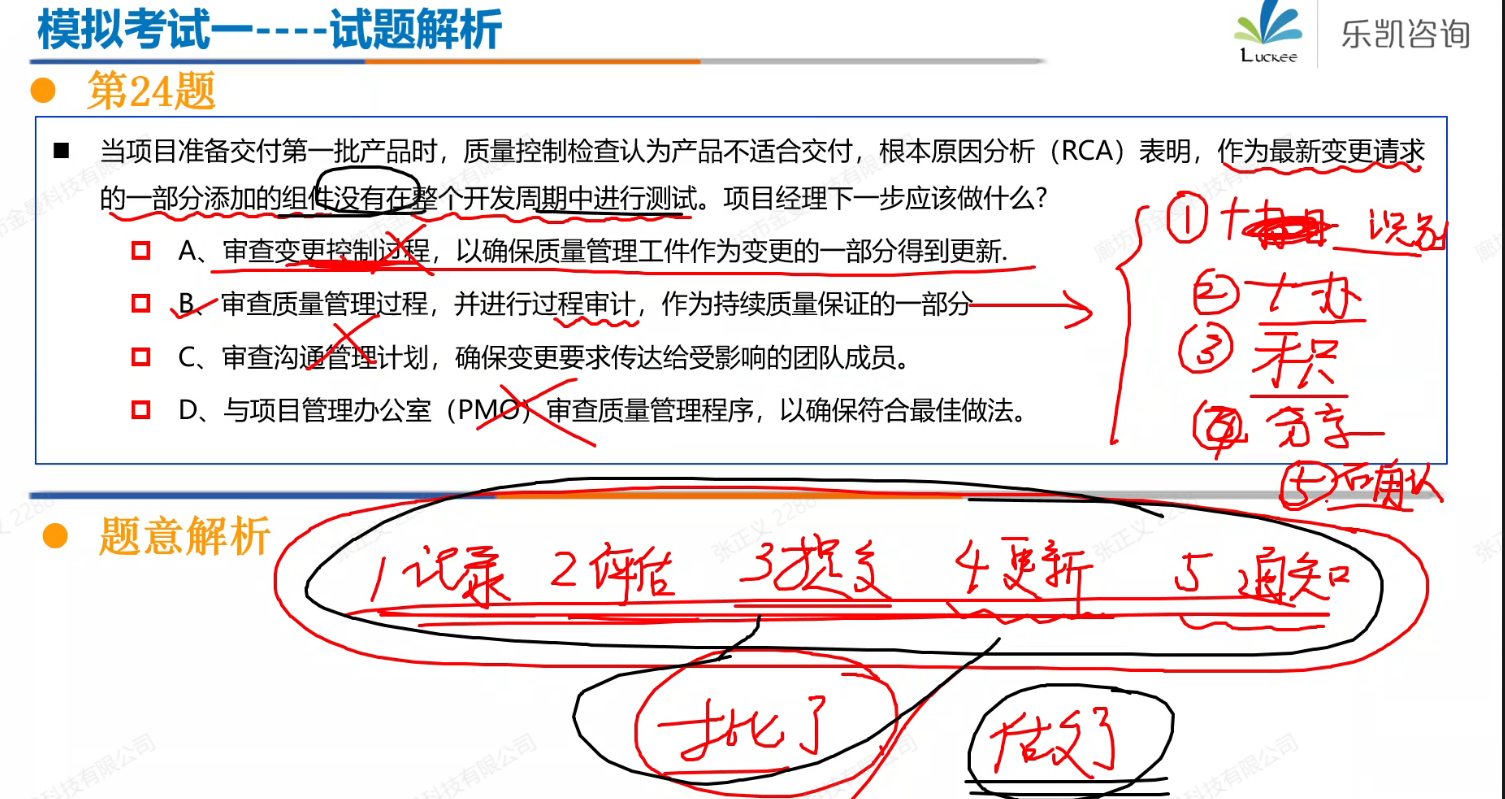 模拟考试一----试题解析
Luckee
乐凯咨询
第24题
当项目准备交付第一批产品时，质量控制检查认为产品不适合交付，根本原因分析（RCA）表明，作为最新变更请求
的一部分添加的组件没有在整个开发周期中进行测试。项目经理下一步应该做什么？
A、审查变更控制过程，以确保质量管理工件作为变更的一部分得到更新.
B、审查质量管理过程，并进行过程审计，作为持续质量保证的一部分
C、审查沟通管理计划，确保变更要求传达给受影响的团队成员。
D、与项目管理办公室（PMO）审查质量管理程序，以确保符合最佳做法。
① 识别
②
③
④ 分享
⑤ 确认
题意解析
1 记录 2 评估 3 提交 4 更新 5 通知
批了
做了